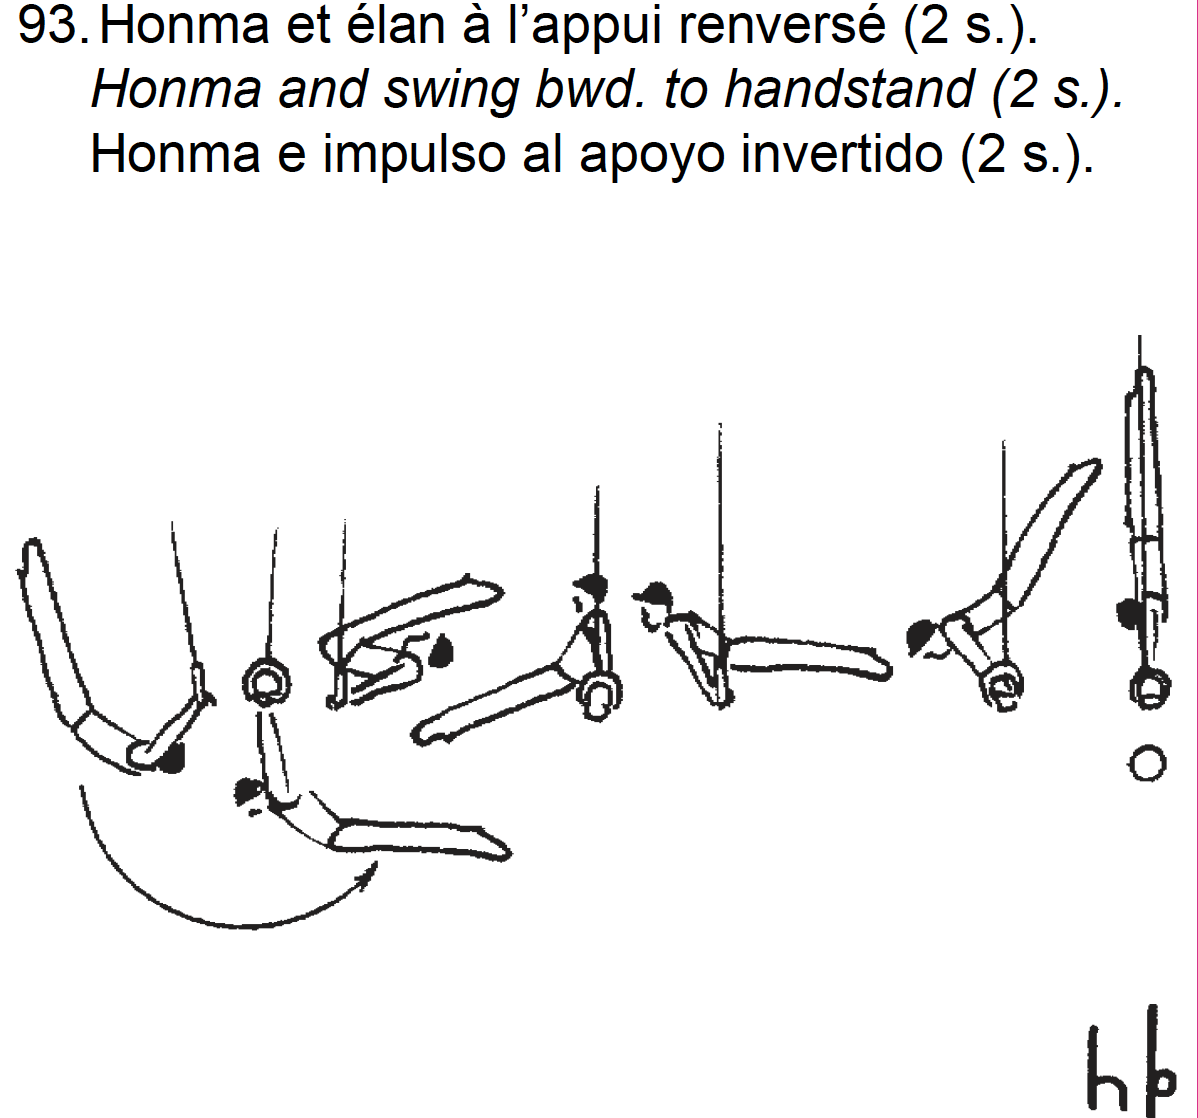 93. Honma et élan à l’appui renversé (2 s.).
Honma and swing bwd. to handstand (2 s.).
Honma e impulso al apoyo invertido (2 s.).